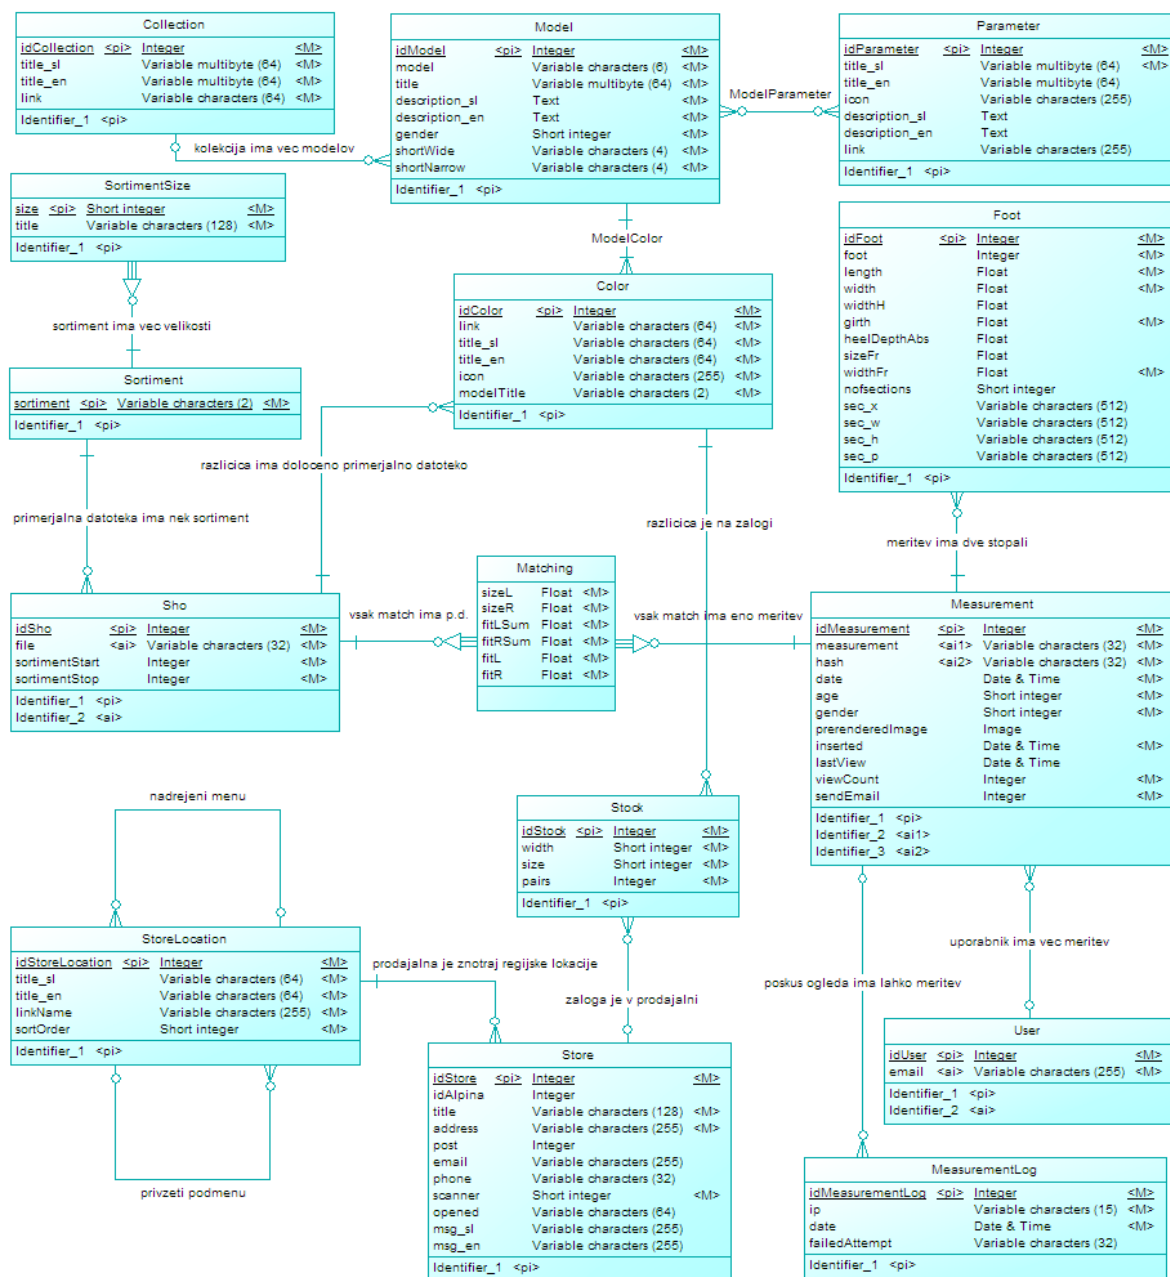 Collection
idCollection <pi> Integer <M>
title_sl Variable multibyte (64) <M>
title_en Variable multibyte (64) <M>
link Variable characters (64) <M>
Identifier_1 <pi>
Model
idModel <pi> Integer <M>
model Variable characters (6) <M>
title Variable multibyte (64) <M>
description_sl Text <M>
description_en Text <M>
gender Short integer <M>
shortWide Variable characters (4) <M>
shortNarrow Variable characters (4) <M>
Identifier_1 <pi>
Parameter
idParameter <pi> Integer <M>
title_sl Variable multibyte (64) <M>
title_en Variable multibyte (64)
icon Variable characters (255)
description_sl Text
description_en Text
link Variable characters (255)
Identifier_1 <pi>
ModelParameter
kolekcija ima vec modelov
SortimentSize
size <pi> Short integer <M>
title Variable characters (128) <M>
Identifier_1 <pi>
ModelColor
Foot
idFoot <pi> Integer <M>
foot Integer <M>
length Float <M>
width Float <M>
widthH Float
girth Float <M>
heelDepthAbs Float
sizeFr Float
widthFr Float <M>
nofsections Short integer
sec_x Variable characters (512)
sec_w Variable characters (512)
sec_h Variable characters (512)
sec_p Variable characters (512)
Identifier_1 <pi>
Color
idColor <pi> Integer <M>
link Variable characters (64) <M>
title_sl Variable characters (64) <M>
title_en Variable characters (64) <M>
icon Variable characters (255) <M>
modelTitle Variable characters (2) <M>
Identifier_1 <pi>
sortiment ima vec velikosti
Sortiment
sortiment <pi> Variable characters (2) <M>
Identifier_1 <pi>
razlicica ima doloceno primerjalno datoteko
primerjalna datoteka ima nek sortiment
razlicica je na zalogi
meritev ima dve stopali
Sho
idSho <pi> Integer <M>
file <ai> Variable characters (32) <M>
sortimentStart Integer <M>
sortimentStop Integer <M>
Identifier_1 <pi>
Identifier_2 <ai>
vsak match ima p.d.
Matching
sizeL Float <M>
sizeR Float <M>
fitLSum Float <M>
fitRSum Float <M>
fitL Float <M>
fitR Float <M>
vsak match ima eno meritev
Measurement
idMeasurement <pi> Integer <M>
measurement <ai1> Variable characters (32) <M>
hash <ai2> Variable characters (32) <M>
date Date & Time <M>
age Short integer <M>
gender Short integer <M>
prerenderedImage Image
inserted Date & Time <M>
lastView Date & Time
viewCount Integer <M>
sendEmail Integer <M>
Identifier_1 <pi>
Identifier_2 <ai1>
Identifier_3 <ai2>
nadrejeni menu
Stock
idStock <pi> Integer <M>
width Short integer <M>
size Short integer <M>
pairs Integer <M>
Identifier_1 <pi>
StoreLocation
idStoreLocation <pi> Integer <M>
title_sl Variable characters (64) <M>
title_en Variable characters (64) <M>
linkName Variable characters (255) <M>
sortOrder Short integer <M>
Identifier_1 <pi>
prodajalna je znotraj regijske lokacije
zaloga je v prodajalni
uporabnik ima vec meritev
poskus ogleda ima lahko meritev
User
idUser <pi> Integer <M>
email <ai> Variable characters (255) <M>
Identifier_1 <pi>
Identifier_2 <ai>
Store
idStore <pi> Integer <M>
idAlpina Integer
title Variable characters (128) <M>
address Variable characters (255) <M>
post Integer
email Variable characters (255)
phone Variable characters (32)
scanner Short integer <M>
opened Variable characters (64)
msg_sl Variable characters (255)
msg_en Variable characters (255)
Identifier_1 <pi>
privzeti podmenu
MeasurementLog
idMeasurementLog <pi> Integer <M>
ip Variable characters (15) <M>
date Date & Time <M>
failedAttempt Variable characters (32)
Identifier_1 <pi>